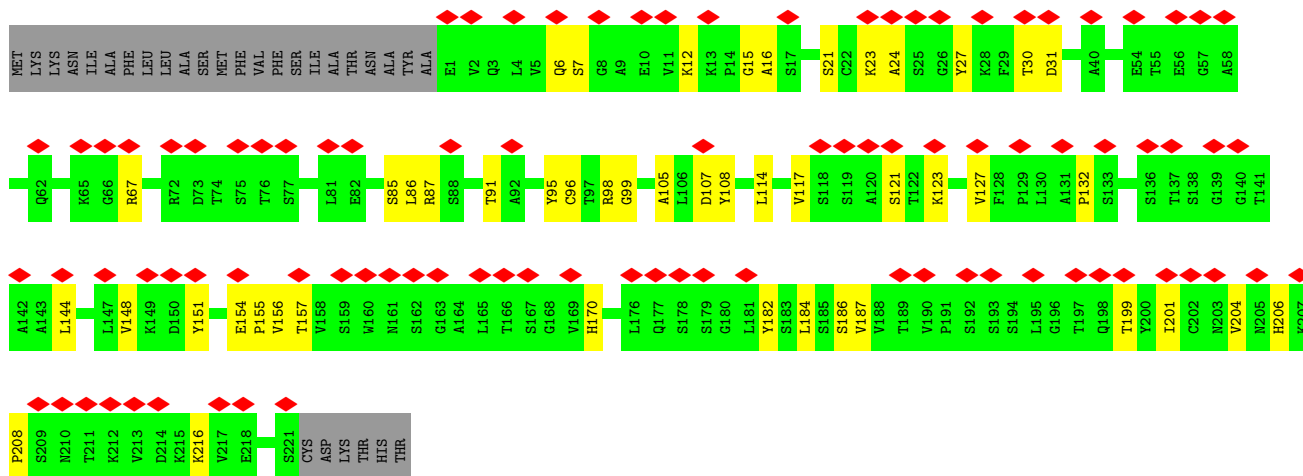 MET LYS LYS ASN ILE ALA PHE LEU LEU ALA SER MET PHE VAL PHE SER ILE ALA THR ASN ALA TYR ALA E1 V2 Q3 L4 V5 Q6 S7 G8 A9 E10 V11 K12 K13 P14 G15 A16 S17 S21 C22 K23 A24 S25 G26 Y27 K28 F29 T30 D31 A40 E54 T55 E56 G57 A58
Q62 K65 G66 R67 R72 D73 T74 S75 T76 S77 L81 E82 S85 L86 R87 S88 T91 A92 Y95 C96 T97 R98 G99 A105 L106 D107 Y108 L114 V117 S118 S119 A120 S121 T122 K123 V127 F128 P129 L130 A131 P132 S133 S136 T137 S138 G139 G140 T141
A142 A143 L144 L147 V148 K149 D150 Y151 E154 P155 V156 T157 V158 S159 W160 N161 S162 G163 A164 L165 T166 S167 G168 V169 H170 L176 Q177 S178 S179 G180 L181 Y182 S183 L184 S185 S186 V187 V188 T189 V190 P191 S192 S193 S194 L195 G196 T197 Q198 T199 Y200 I201 C202 N203 V204 N205 H206
P208 S209 N210 T211 K212 V213 D214 K215 K216 V217 E218 S221 CYS ASP LYS THR HIS THR